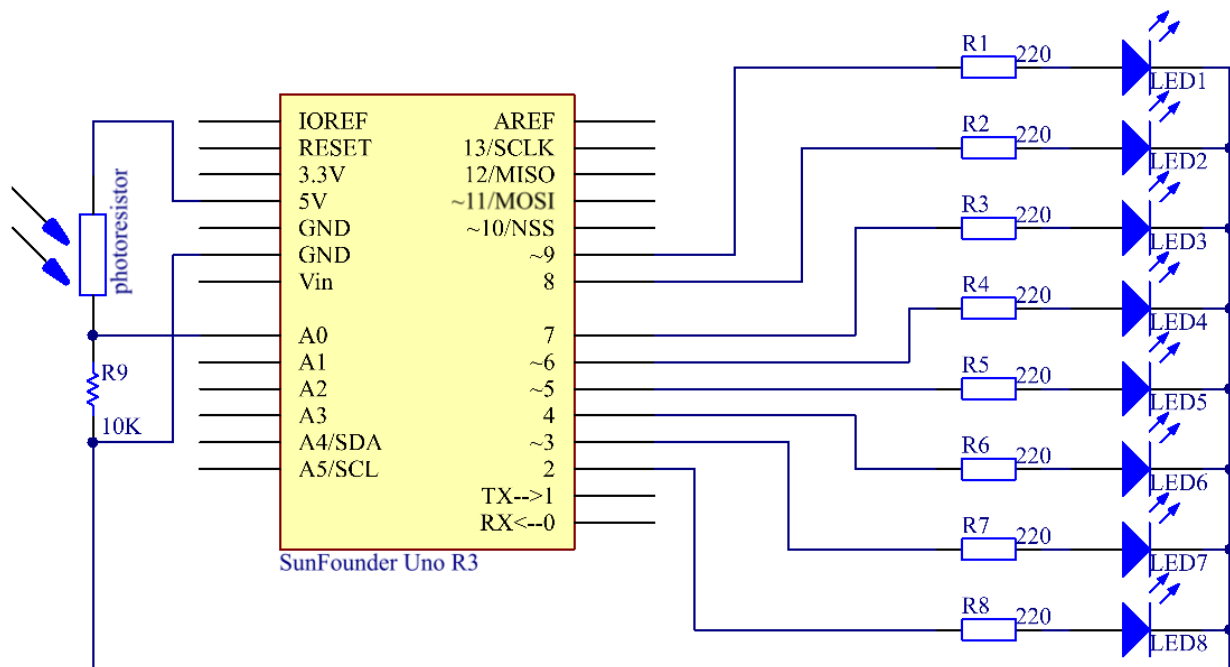 IOREF
RESET
3.3V
5V
GND
GND
Vin
A0
A1
A2
A3
A4/SDA
A5/SCL
AREF
13/SCLK
12/MISO
~11/MOSI
~10/NSS
~9
8
7
~6
~5
4
~3
2
TX-->1
RX<--0
SunFounder Uno R3
photoresistor
R9
10K
R1 220 LED1
R2 220 LED2
R3 220 LED3
R4 220 LED4
R5 220 LED5
R6 220 LED6
R7 220 LED7
R8 220 LED8